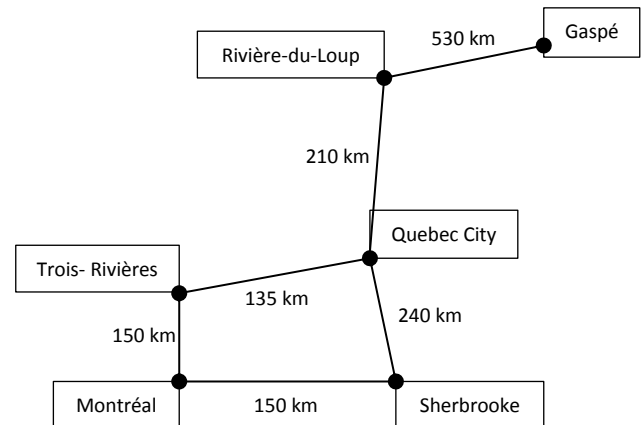 530 km
Gaspé
Rivière-du-Loup
210 km
Quebec City
Trois- Rivières
135 km
240 km
150 km
Montréal
150 km
Sherbrooke